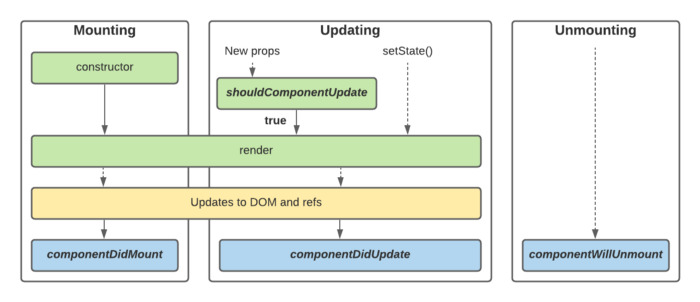 Mounting
Updating
Unmounting
New props
setState()
constructor
shouldComponentUpdate
true
render
Updates to DOM and refs
componentDidMount
componentDidUpdate
componentWillUnmount